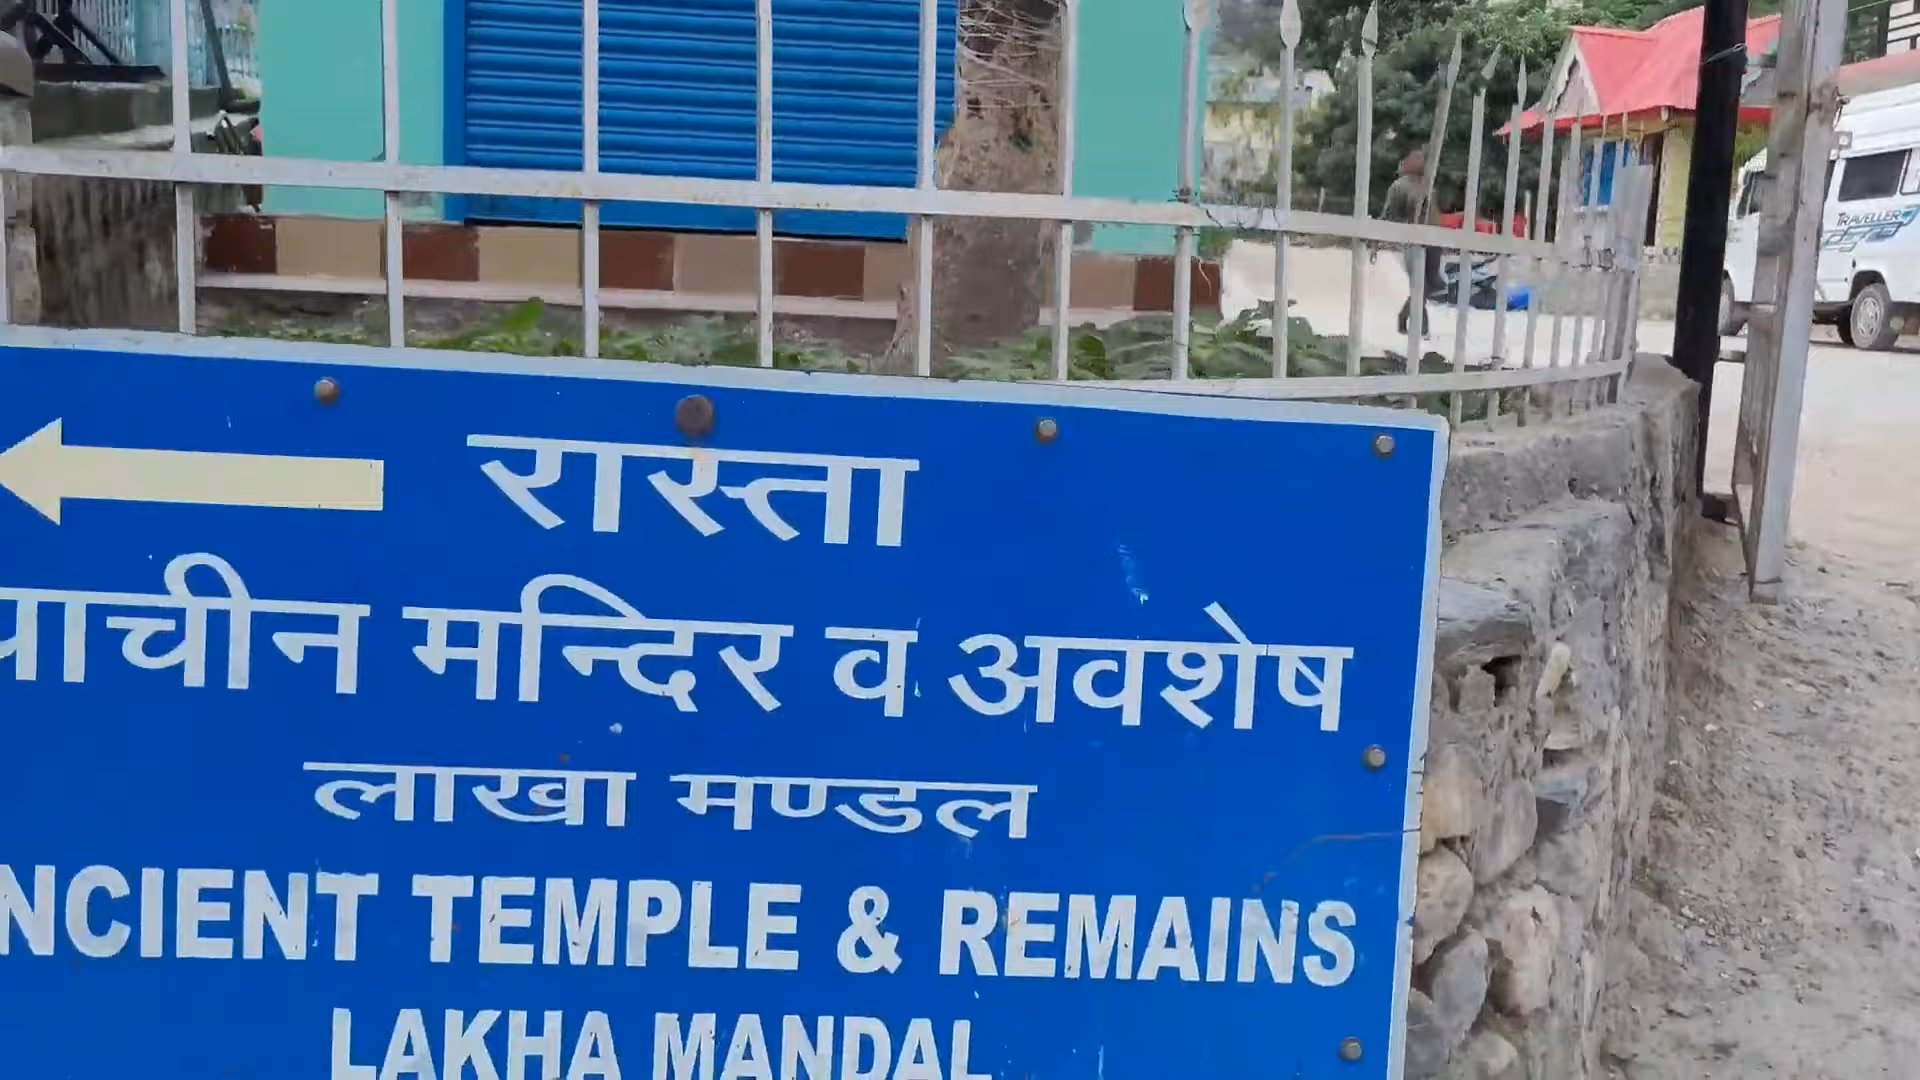 रास्ता
प्राचीन मन्दिर व अवशेष
लाखा मण्डल
NCIENT TEMPLE & REMAINS
LAKHA MANDAL
TRAVELLER